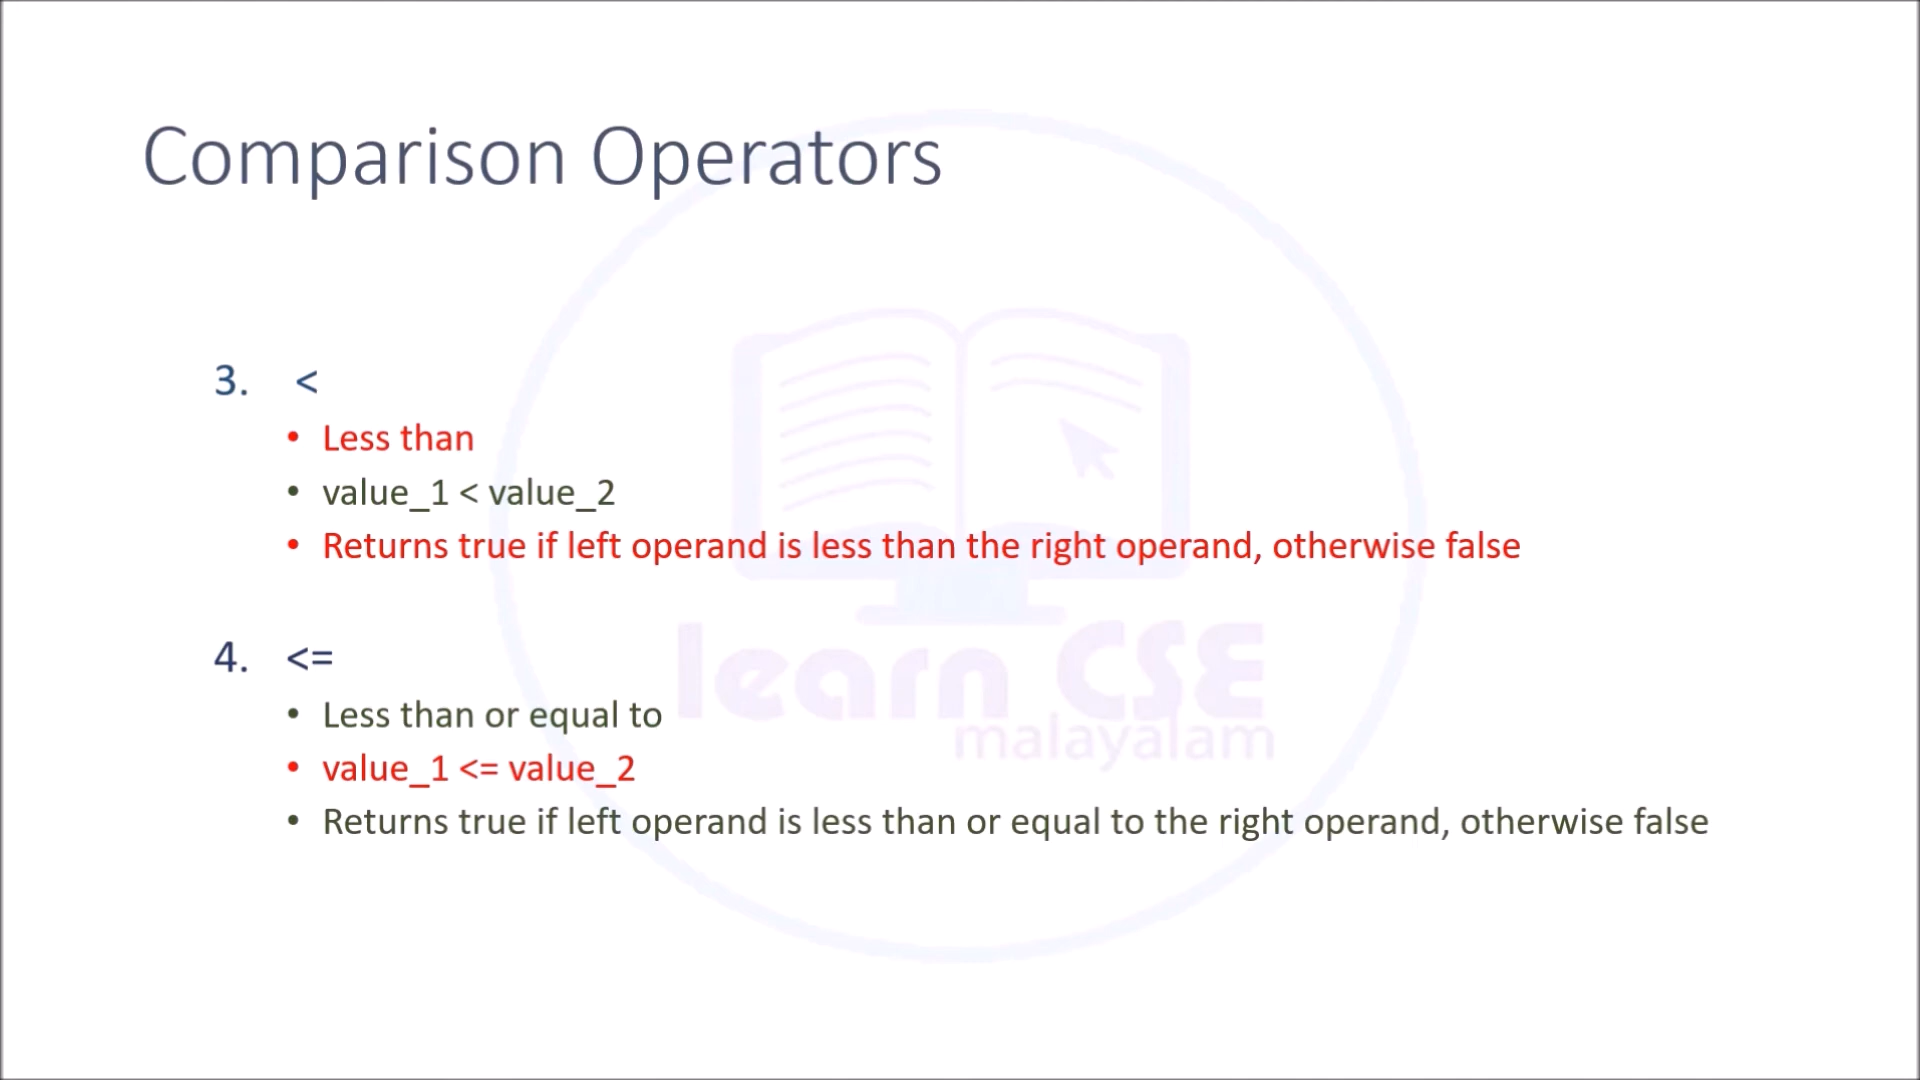 Comparison Operators
3. <
• Less than
• value_1 < value_2
• Returns true if left operand is less than the right operand, otherwise false
4. <=
• Less than or equal to
• value_1 <= value_2
• Returns true if left operand is less than or equal to the right operand, otherwise false
learn CSE
malayalam